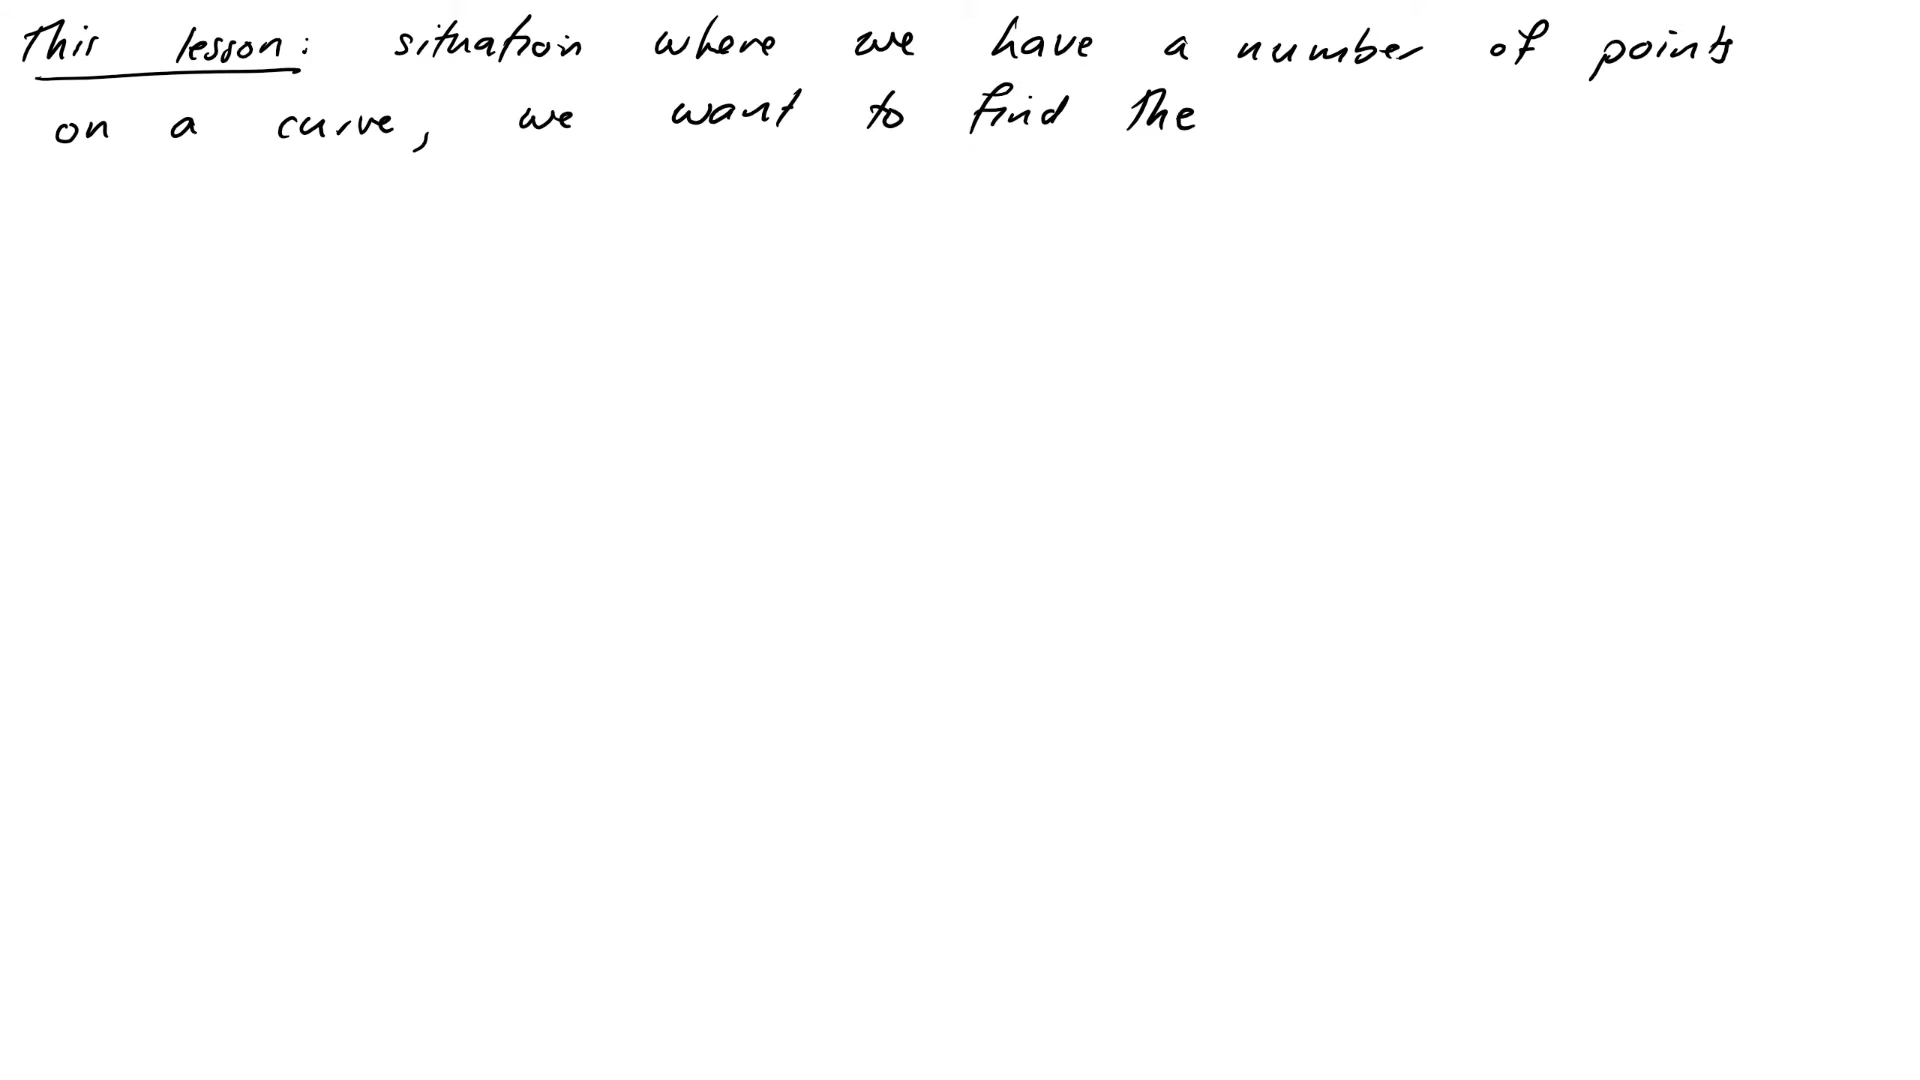 This lesson: situation where we have a number of points
on a curve, we want to find the